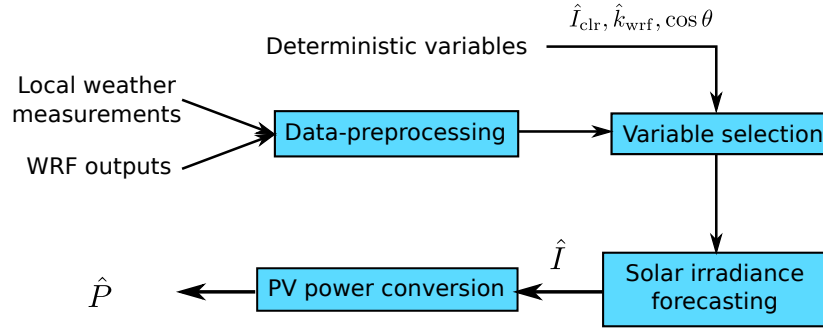 Î_clr, k̂_wrf, cos θ
Deterministic variables
Local weather
measurements
Data-preprocessing
Variable selection
WRF outputs
Î
Solar irradiance
forecasting
PV power conversion
P̂